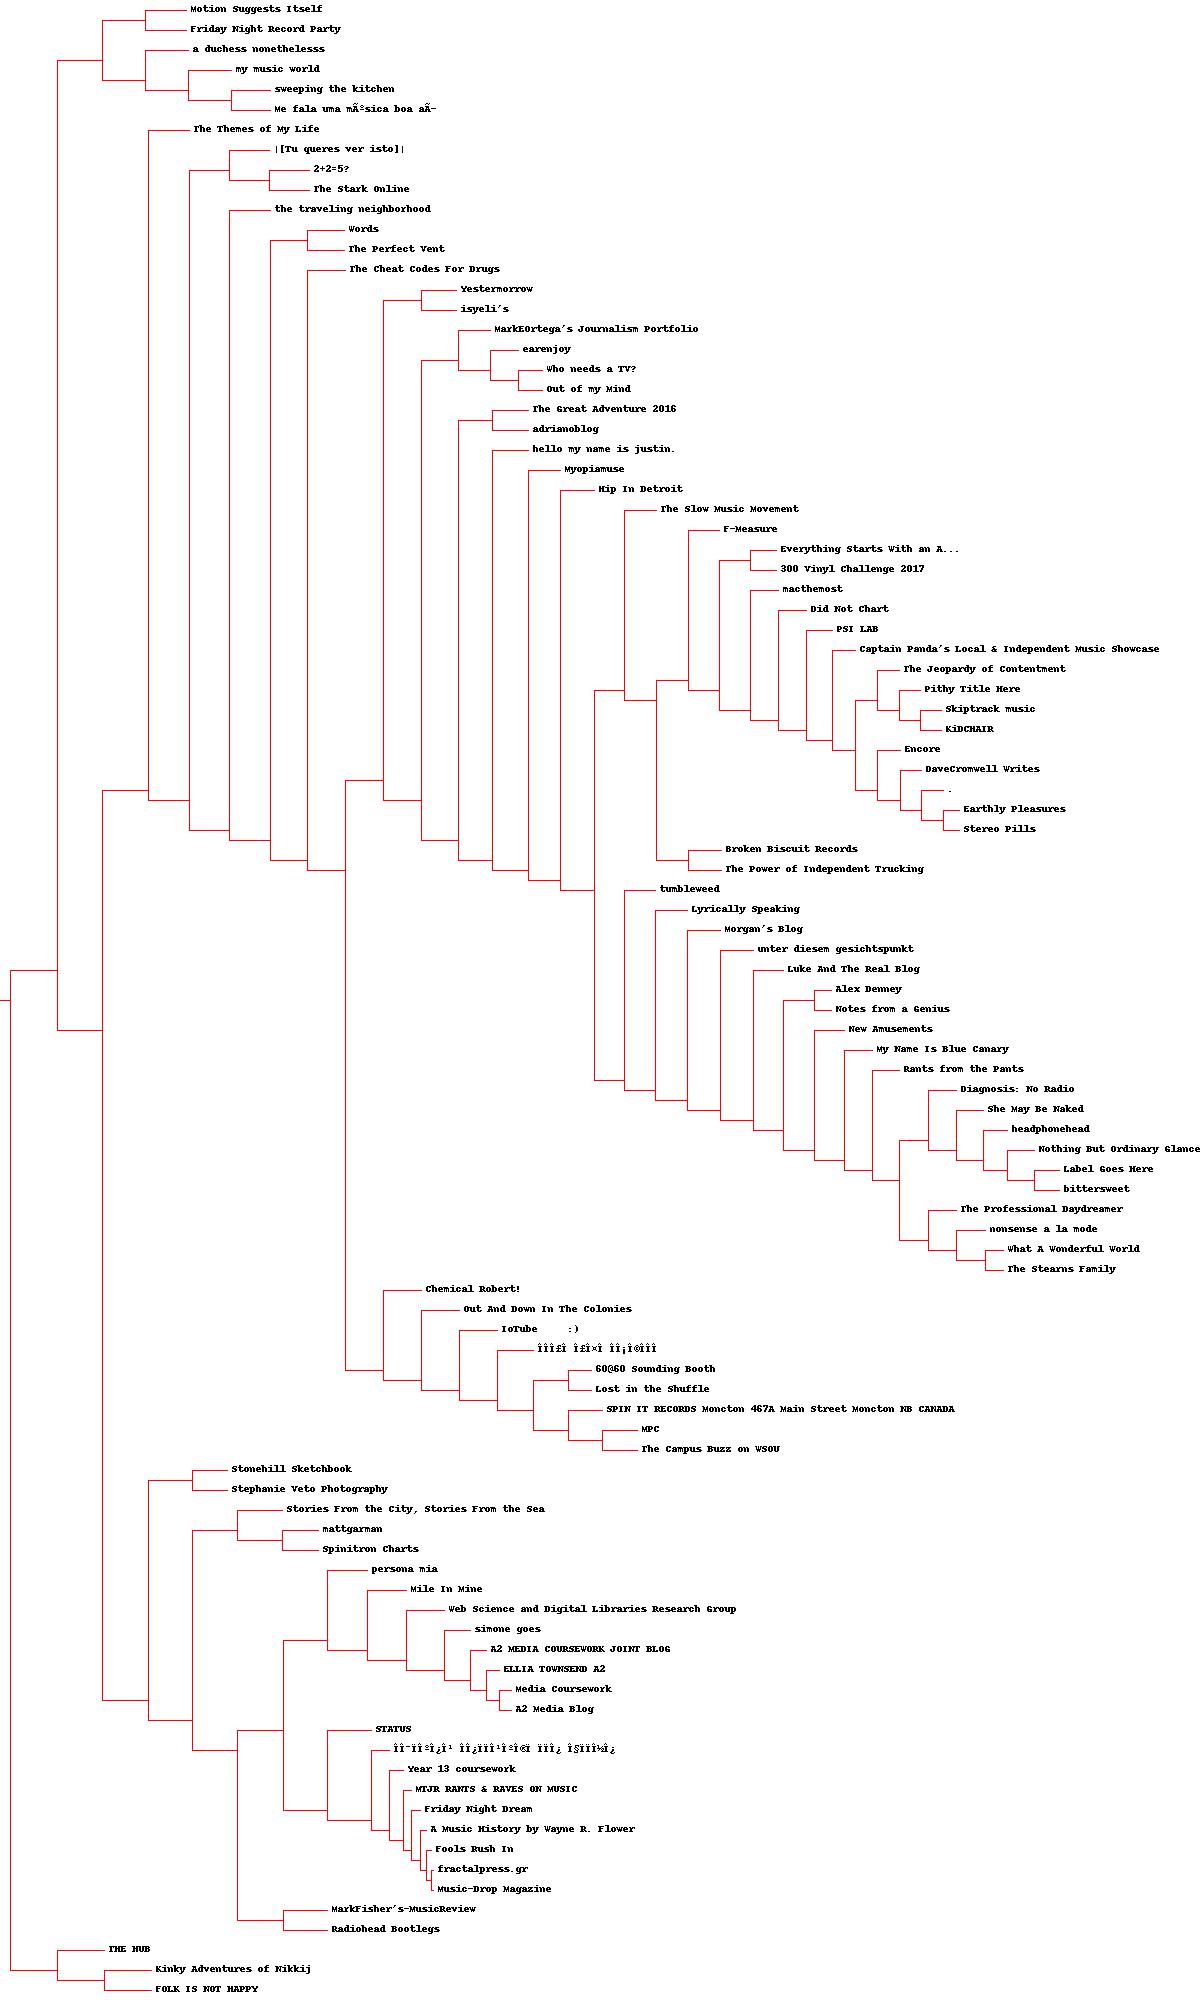 Motion Suggests Itself
Friday Night Record Party
a duchess nonethelesss
my music world
sweeping the kitchen
Me fala uma mÃºsica boa aÃ­
The Themes of My Life
|[Tu queres ver isto]|
2+2=5?
The Stark Online
the traveling neighborhood
Words
The Perfect Vent
The Cheat Codes For Drugs
Yestermorrow
isyeli's
MarkEOrtega's Journalism Portfolio
earenjoy
Who needs a TV?
Out of my Mind
The Great Adventure 2016
adrianoblog
hello my name is justin.
Myopiamuse
Hip In Detroit
The Slow Music Movement
F-Measure
Everything Starts With an A...
300 Vinyl Challenge 2017
macthemost
Did Not Chart
PSI LAB
Captain Panda's Local & Independent Music Showcase
The Jeopardy of Contentment
Pithy Title Here
Skiptrack music
KiDCHAIR
Encore
DaveCromwell Writes
.
Earthly Pleasures
Stereo Pills
Broken Biscuit Records
The Power of Independent Trucking
tumbleweed
Lyrically Speaking
Morgan's Blog
unter diesem gesichtspunkt
Luke And The Real Blog
Alex Denney
Notes from a Genius
New Amusements
My Name Is Blue Canary
Rants from the Pants
Diagnosis: No Radio
She May Be Naked
headphonehead
Nothing But Ordinary Glance
Label Goes Here
bittersweet
The Professional Daydreamer
nonsense a la mode
What A Wonderful World
The Stearns Family
Chemical Robert!
Out And Down In The Colonies
IoTube :)
60@60 Sounding Booth
Lost in the Shuffle
SPIN IT RECORDS Moncton 467A Main Street Moncton NB CANADA
MPC
The Campus Buzz on WSOU
Stonehill Sketchbook
Stephanie Veto Photography
Stories From the City, Stories From the Sea
mattgarman
Spinitron Charts
persona mia
Mile In Mine
Web Science and Digital Libraries Research Group
simone goes
A2 MEDIA COURSEWORK JOINT BLOG
ELLIA TOWNSEND A2
Media Coursework
A2 Media Blog
STATUS
Year 13 coursework
MTJR RANTS & RAVES ON MUSIC
Friday Night Dream
A Music History by Wayne R. Flower
Fools Rush In
fractalpress.gr
Music-Drop Magazine
MarkFisher's-MusicReview
Radiohead Bootlegs
THE HUB
Kinky Adventures of Nikkij
FOLK IS NOT HAPPY